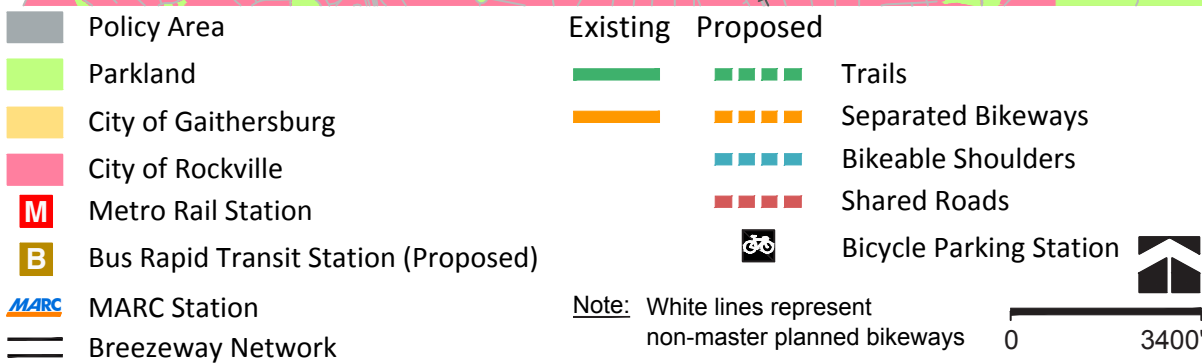 Policy Area
Parkland
City of Gaithersburg
City of Rockville
M Metro Rail Station
B Bus Rapid Transit Station (Proposed)
MARC MARC Station
Breezeway Network
Existing Proposed
Trails
Separated Bikeways
Bikeable Shoulders
Shared Roads
Bicycle Parking Station
Note: White lines represent
non-master planned bikeways
0 3400'